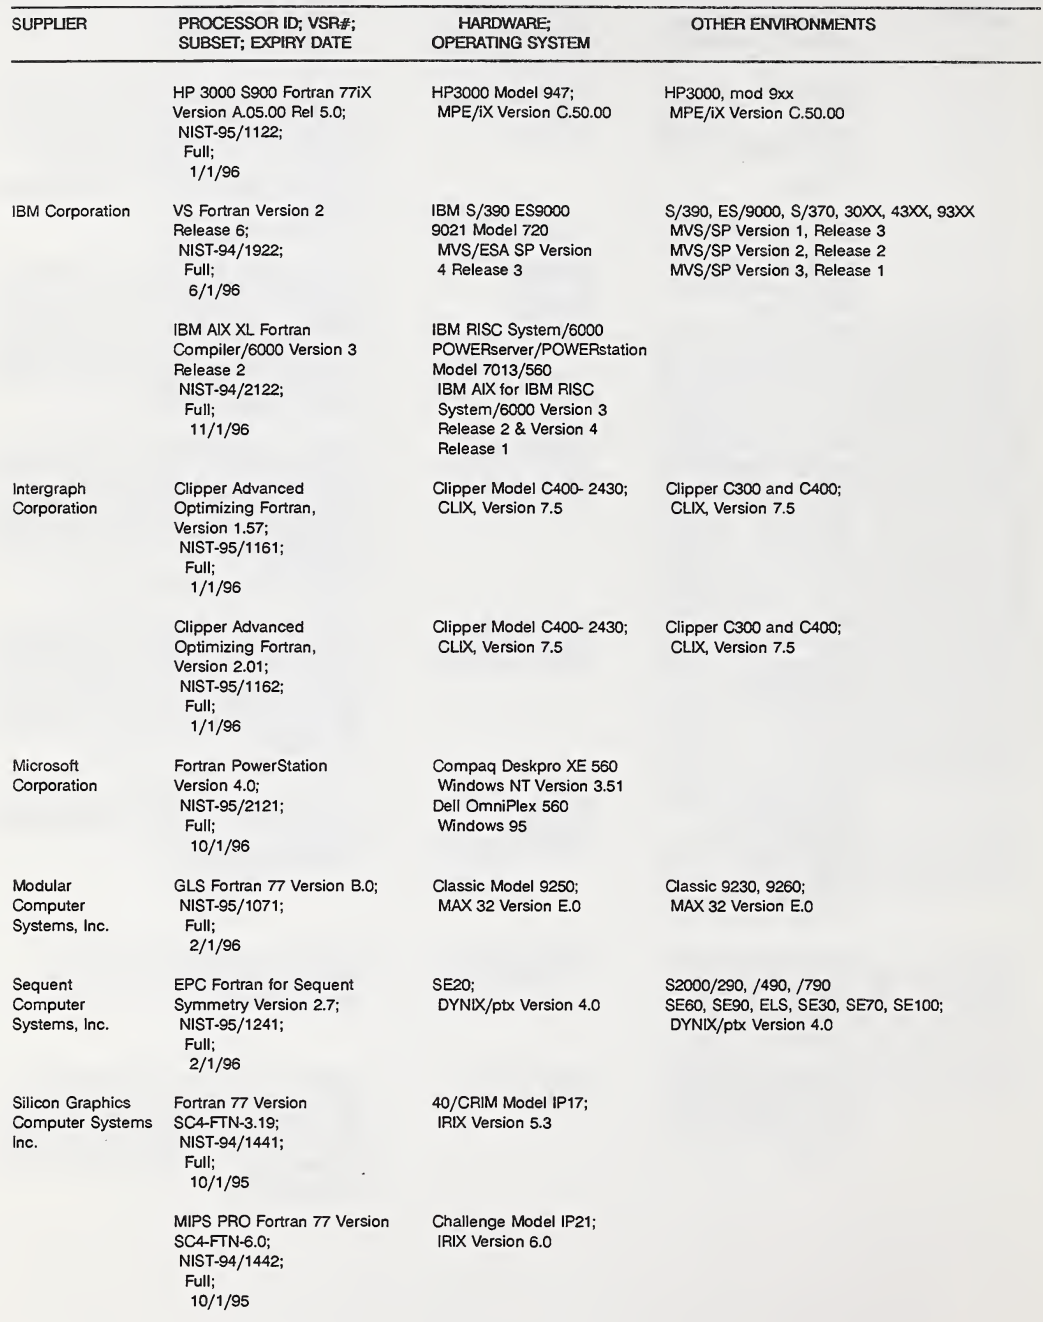 SUPPLIER PROCESSOR ID; VSR#; HARDWARE; OTHER ENVIRONMENTS
SUBSET; EXPIRY DATE OPERATING SYSTEM
HP 3000 S900 Fortran 77iX HP3000 Model 947; HP3000, mod 9xx
Version A.05.00 Rel 5.0; MPE/iX Version C.50.00 MPE/iX Version C.50.00
NIST-95/1122;
Full;
1/1/96
IBM Corporation VS Fortran Version 2 IBM S/390 ES9000 S/390, ES/9000, S/370, 30XX, 43XX, 93XX
Release 6; 9021 Model 720 MVS/SP Version 1, Release 3
NIST-94/1922; MVS/ESA SP Version MVS/SP Version 2, Release 2
Full; 4 Release 3 MVS/SP Version 3, Release 1
6/1/96
IBM AIX XL Fortran IBM RISC System/6000
Compiler/6000 Version 3 POWERserver/POWERstation
Release 2 Model 7013/560
NIST-94/2122; IBM AIX for IBM RISC
Full; System/6000 Version 3
11/1/96 Release 2 & Version 4
Release 1
Intergraph Clipper Advanced Clipper Model C400- 2430; Clipper C300 and C400;
Corporation Optimizing Fortran, CLIX, Version 7.5 CLIX, Version 7.5
Version 1.57;
NIST-95/1161;
Full;
1/1/96
Clipper Advanced Clipper Model C400- 2430; Clipper C300 and C400;
Optimizing Fortran, CLIX, Version 7.5 CLIX, Version 7.5
Version 2.01;
NIST-95/1162;
Full;
1/1/96
Microsoft Fortran PowerStation Compaq Deskpro XE 560
Corporation Version 4.0; Windows NT Version 3.51
NIST-95/2121; Dell OmniPlex 560
Full; Windows 95
10/1/96
Modular GLS Fortran 77 Version B.0; Classic Model 9250; Classic 9230, 9260;
Computer NIST-95/1071; MAX 32 Version E.0 MAX 32 Version E.0
Systems, Inc. Full;
2/1/96
Sequent EPC Fortran for Sequent SE20; S2000/290, /490, /790
Computer Symmetry Version 2.7; DYNIX/ptx Version 4.0 SE60, SE90, ELS, SE30, SE70, SE100;
Systems, Inc. NIST-95/1241; DYNIX/ptx Version 4.0
Full;
2/1/96
Silicon Graphics Fortran 77 Version 40/CRIM Model IP17;
Computer Systems SC4-FTN-3.19; IRIX Version 5.3
Inc. NIST-94/1441;
Full;
10/1/95
MIPS PRO Fortran 77 Version Challenge Model IP21;
SC4-FTN-6.0; IRIX Version 6.0
NIST-94/1442;
Full;
10/1/95